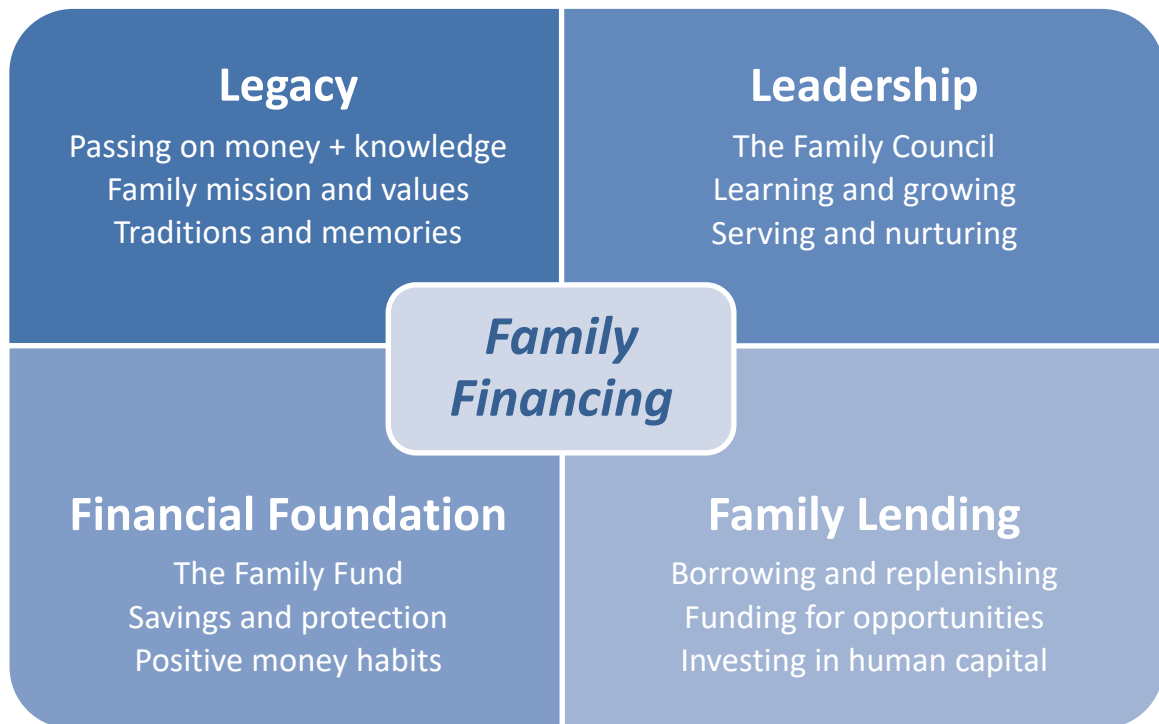 Legacy
Passing on money + knowledge
Family mission and values
Traditions and memories
Leadership
The Family Council
Learning and growing
Serving and nurturing
Family
Financing
Financial Foundation
The Family Fund
Savings and protection
Positive money habits
Family Lending
Borrowing and replenishing
Funding for opportunities
Investing in human capital